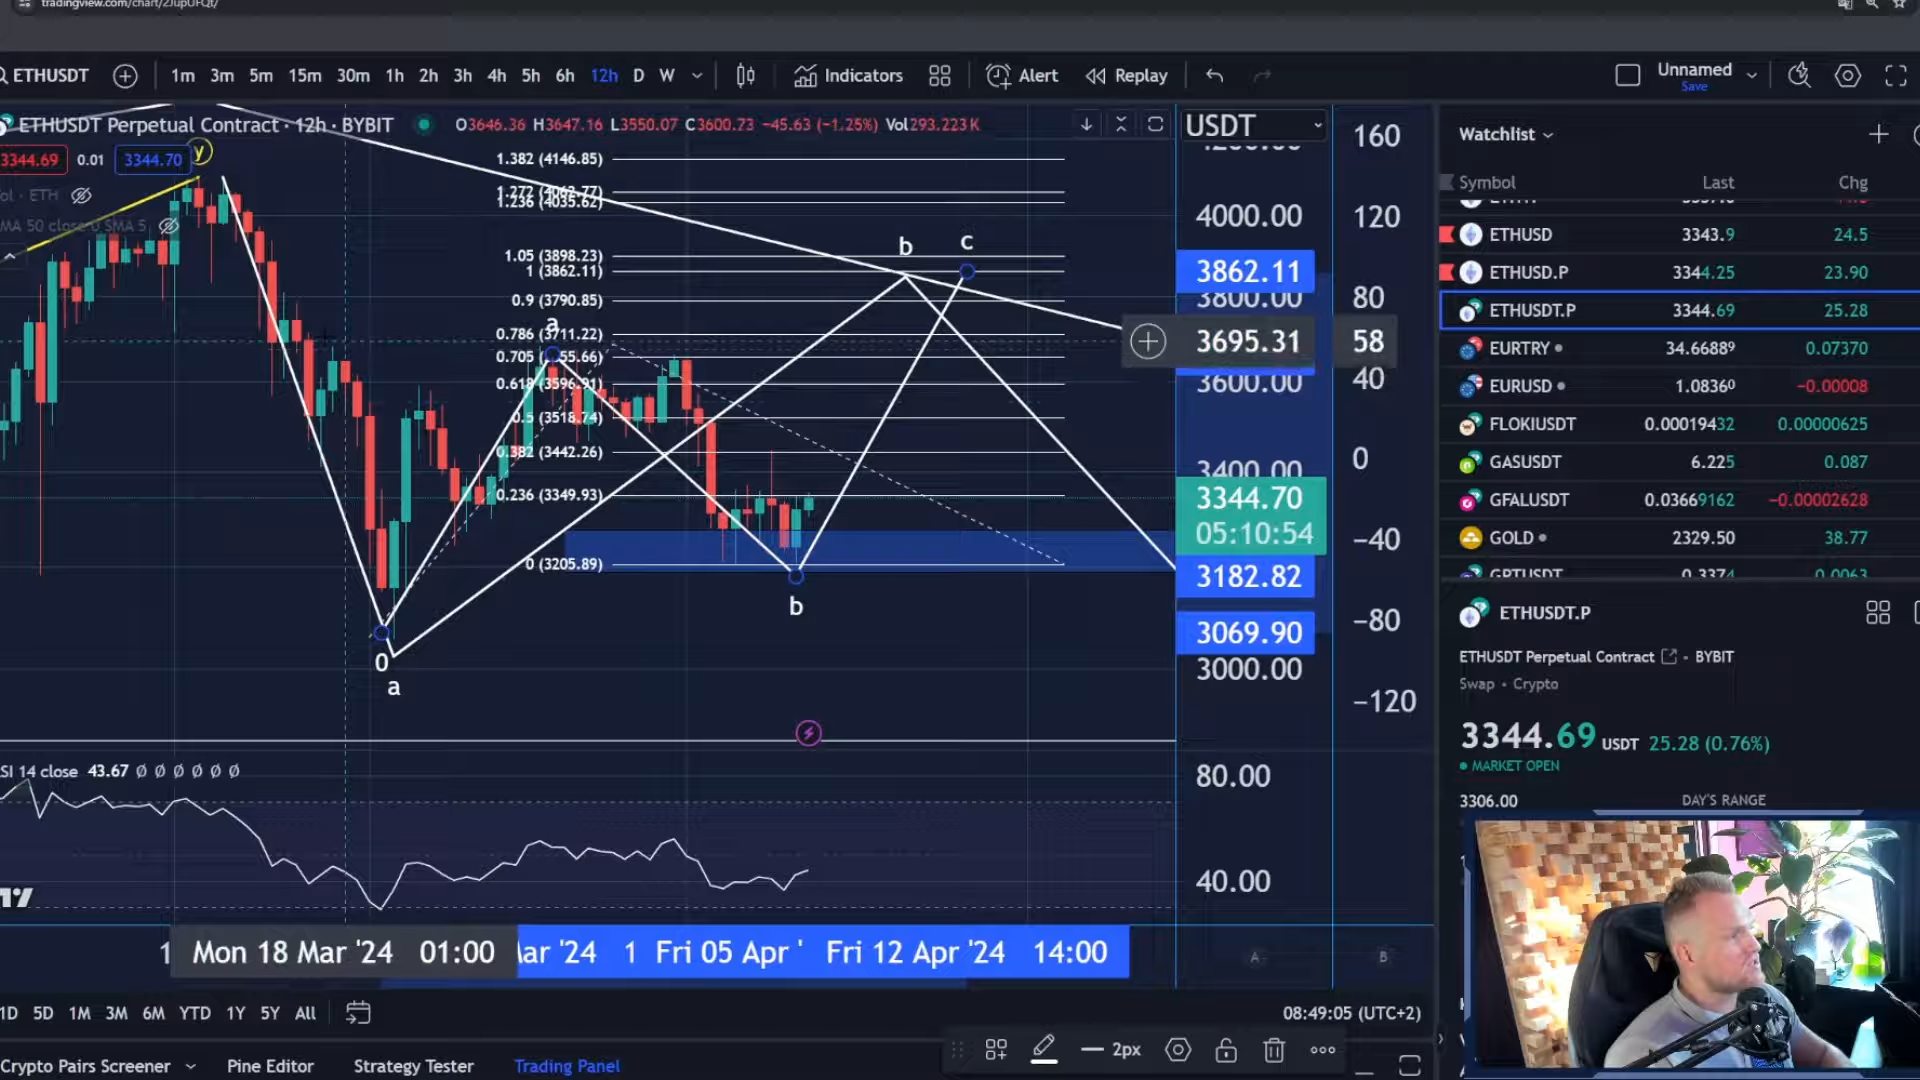 tradingview.com/chart/2JupUFQt/
ETHUSDT 1m 3m 5m 15m 30m 1h 2h 3h 4h 5h 6h 12h D W Indicators Alert Replay Unnamed
Save
ETHUSDT Perpetual Contract · 12h · BYBIT O3646.36 H3647.16 L3550.07 C3600.73 −45.63 (−1.25%) Vol293.223K
3344.69 0.01 3344.70
y
ETH
MA 50 close 0 SMA 5
1.382 (4146.85)
1.272 (4062.77)
1.236 (4035.62)
1.05 (3898.23)
1 (3862.11)
0.9 (3790.85)
0.786 (3711.22)
0.705
0.618 (3596.91)
0.5 (3518.74)
0.382 (3442.26)
0.236 (3349.93)
0 (3205.89)
b c
a
b
0
a
USDT
4000.00
3862.11
3800.00
3695.31
3600.00
3400.00
3344.70
05:10:54
3182.82
3069.90
3000.00
160
120
80
58
40
0
−40
−80
−120
SI 14 close 43.67 Ø Ø Ø Ø Ø Ø
80.00
40.00
Mon 18 Mar '24 01:00 Mar '24 1 Fri 05 Apr ' Fri 12 Apr '24 14:00
A B
1D 5D 1M 3M 6M YTD 1Y 5Y All
08:49:05 (UTC+2)
2px
Crypto Pairs Screener Pine Editor Strategy Tester Trading Panel
Watchlist
Symbol Last Chg
ETHUSD 3343.9 24.5
ETHUSD.P 3344.25 23.90
ETHUSDT.P 3344.69 25.28
EURTRY 34.66889 0.07370
EURUSD 1.08360 −0.00008
FLOKIUSDT 0.00019432 0.00000625
GASUSDT 6.225 0.087
GFALUSDT 0.03669162 −0.00002628
GOLD 2329.50 38.77
GPTUSDT 0.3374 0.0063
ETHUSDT.P
ETHUSDT Perpetual Contract · BYBIT
Swap · Crypto
3344.69 USDT 25.28 (0.76%)
MARKET OPEN
3306.00 DAY'S RANGE